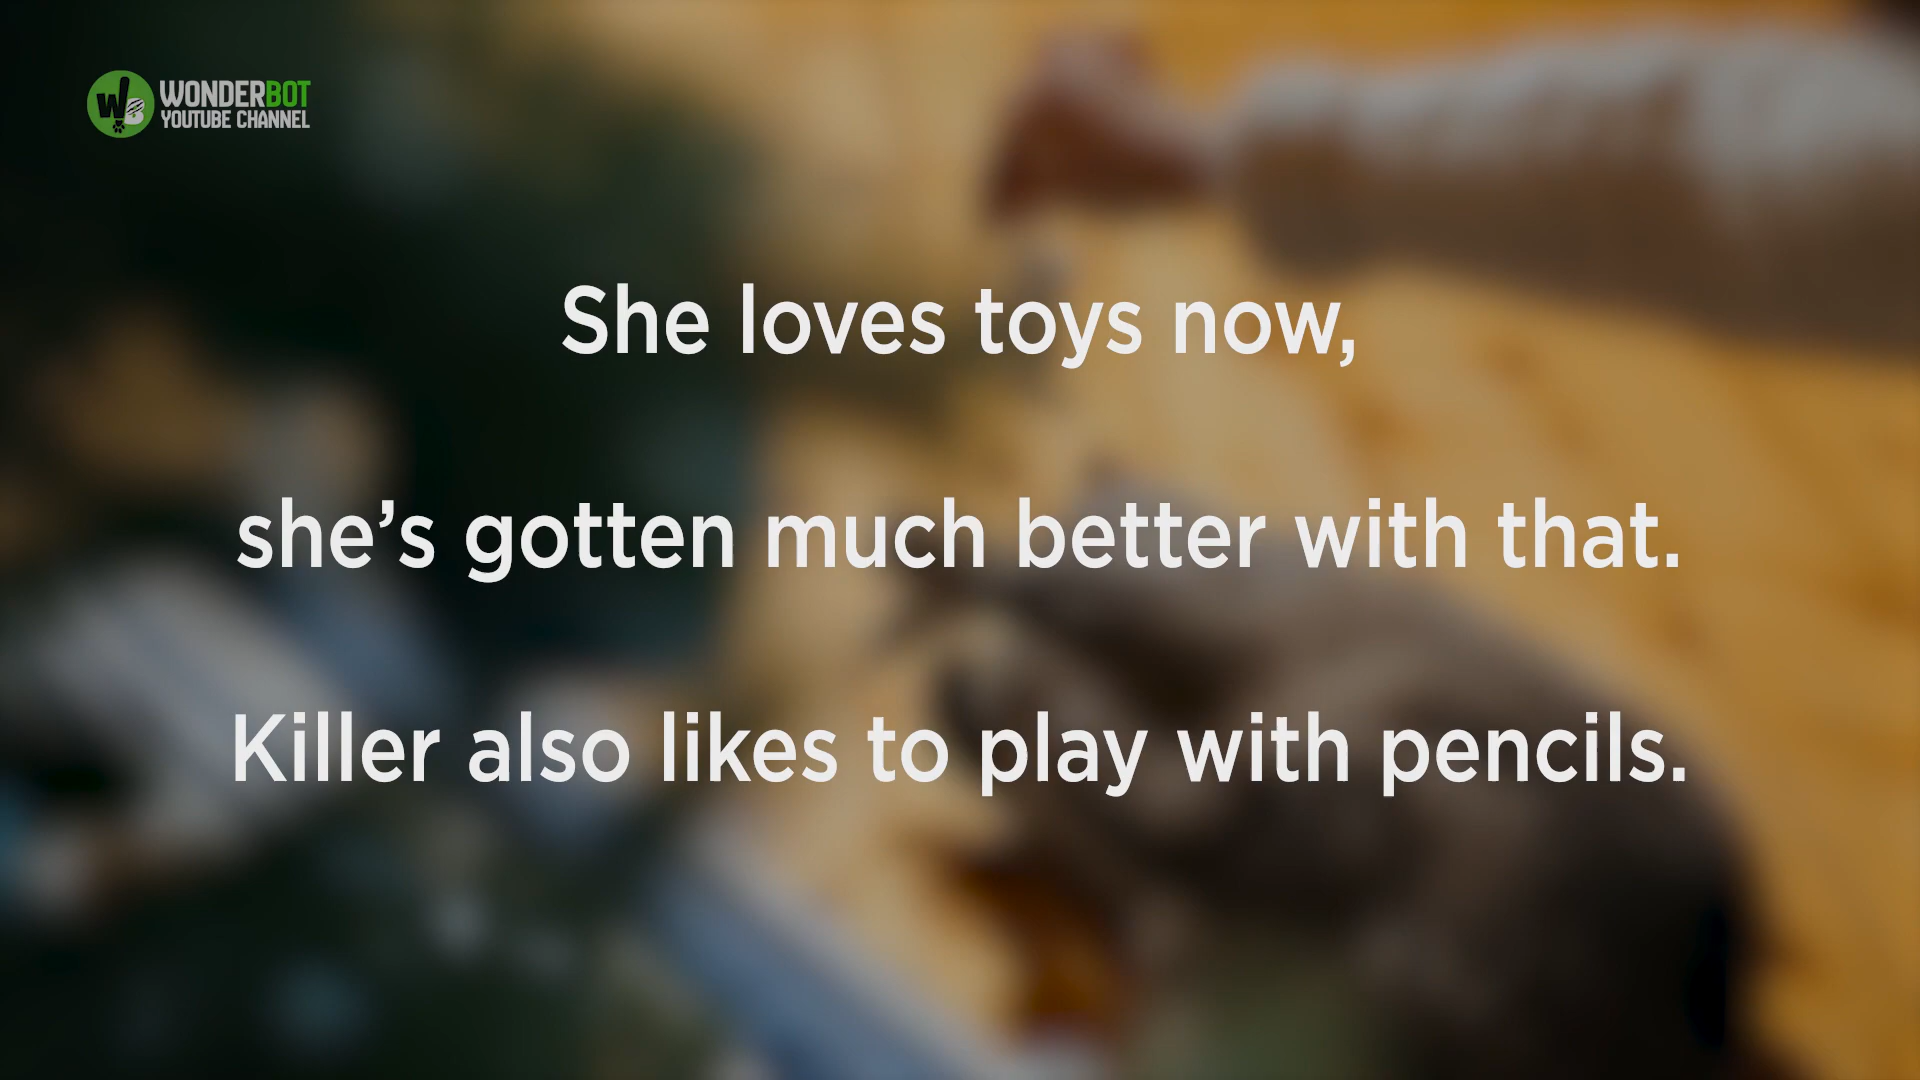 WONDERBOT
YOUTUBE CHANNEL
She loves toys now,
she’s gotten much better with that.
Killer also likes to play with pencils.